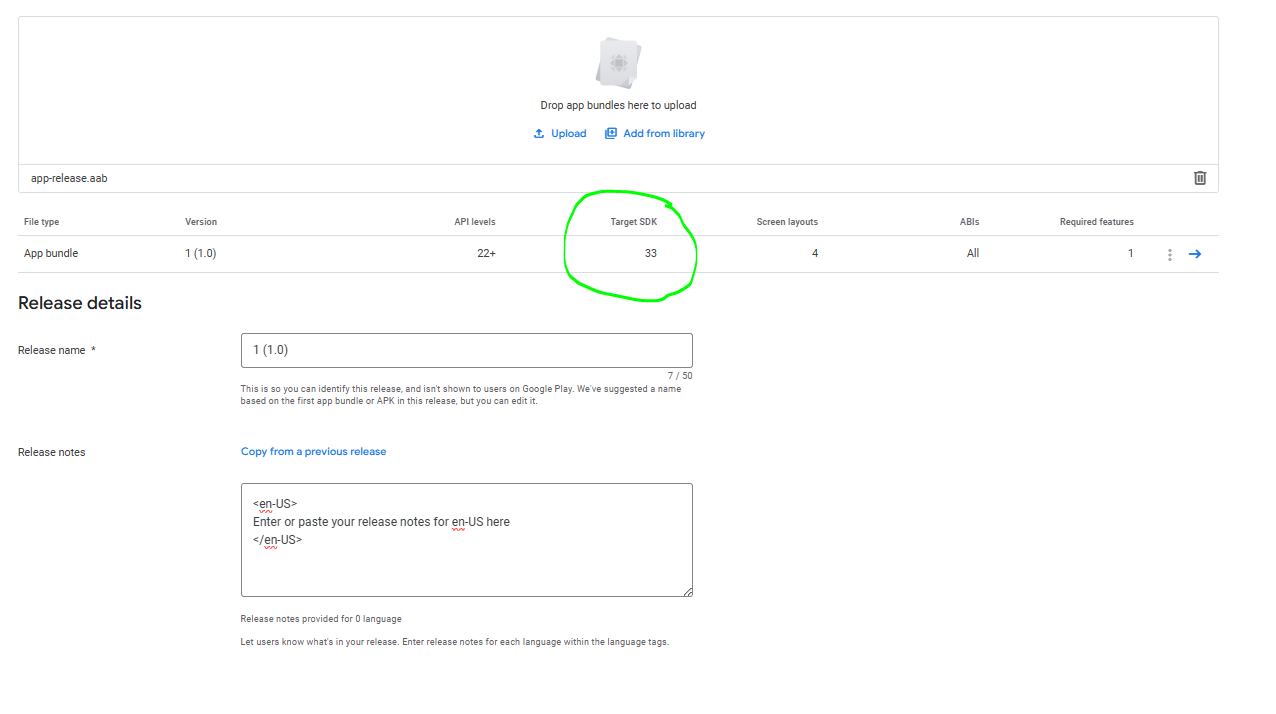 Drop app bundles here to upload
Upload Add from library
app-release.aab
File type Version API levels Target SDK Screen layouts ABIs Required features
App bundle 1 (1.0) 22+ 33 4 All 1
Release details
Release name *
1 (1.0)
7 / 50
This is so you can identify this release, and isn't shown to users on Google Play. We've suggested a name
based on the first app bundle or APK in this release, but you can edit it.
Release notes
Copy from a previous release
<en-US>
Enter or paste your release notes for en-US here
</en-US>
Release notes provided for 0 language
Let users know what's in your release. Enter release notes for each language within the language tags.